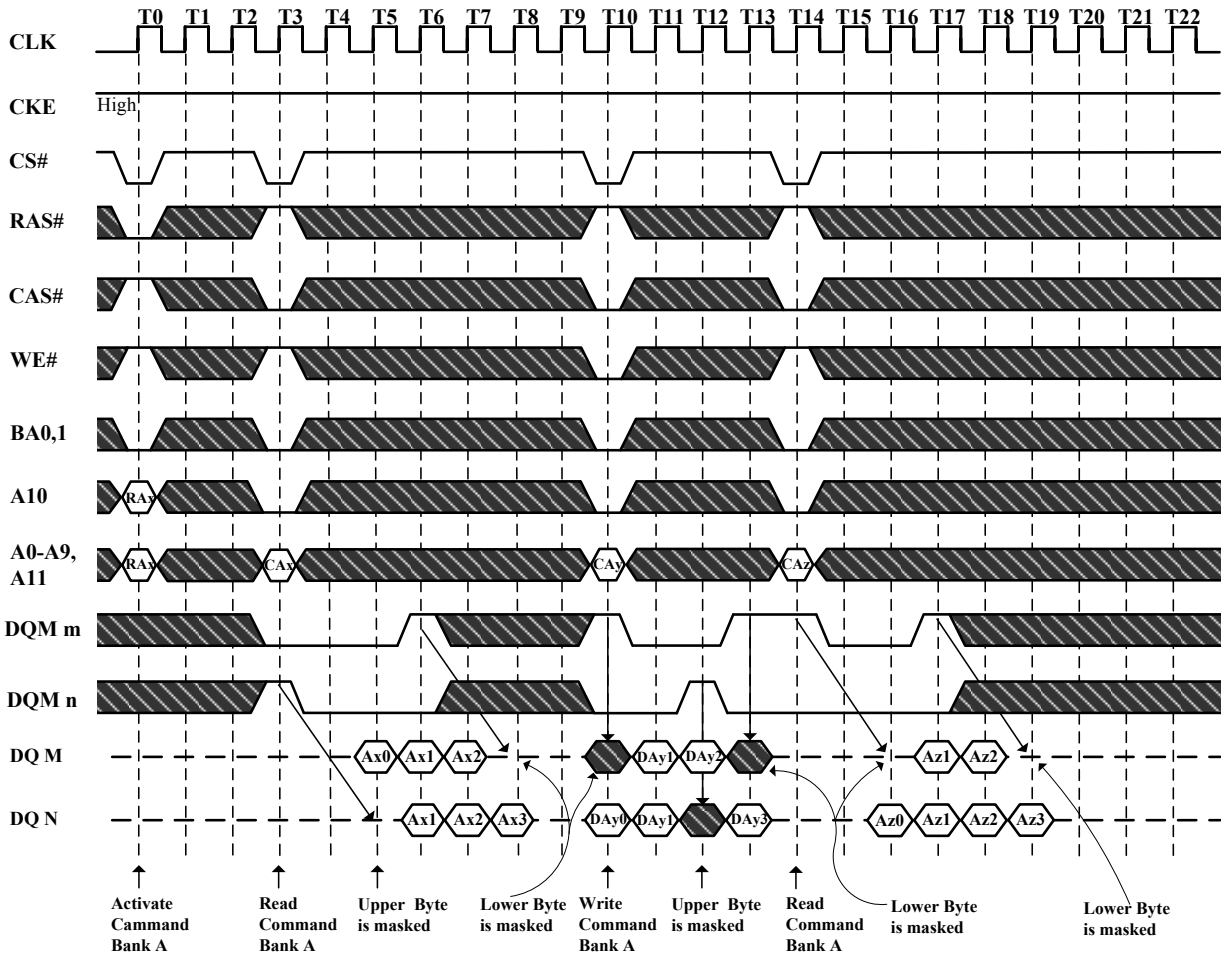 T0 T1 T2 T3 T4 T5 T6 T7 T8 T9 T10 T11 T12 T13 T14 T15 T16 T17 T18 T19 T20 T21 T22
CLK
CKE High
CS#
RAS#
CAS#
WE#
BA0,1
A10 RAx
A0-A9, A11 RAx CAx CAy CAz
DQM m
DQM n
DQ M Ax0 Ax1 Ax2 DAy1 DAy2 Az1 Az2
DQ N Ax1 Ax2 Ax3 DAy0 DAy1 DAy3 Az0 Az1 Az2 Az3
Activate
Cammand
Bank A
Read
Command
Bank A
Upper Byte
is masked
Lower Byte
is masked
Write
Command
Bank A
Upper Byte
is masked
Read
Command
Bank A
Lower Byte
is masked
Lower Byte
is masked